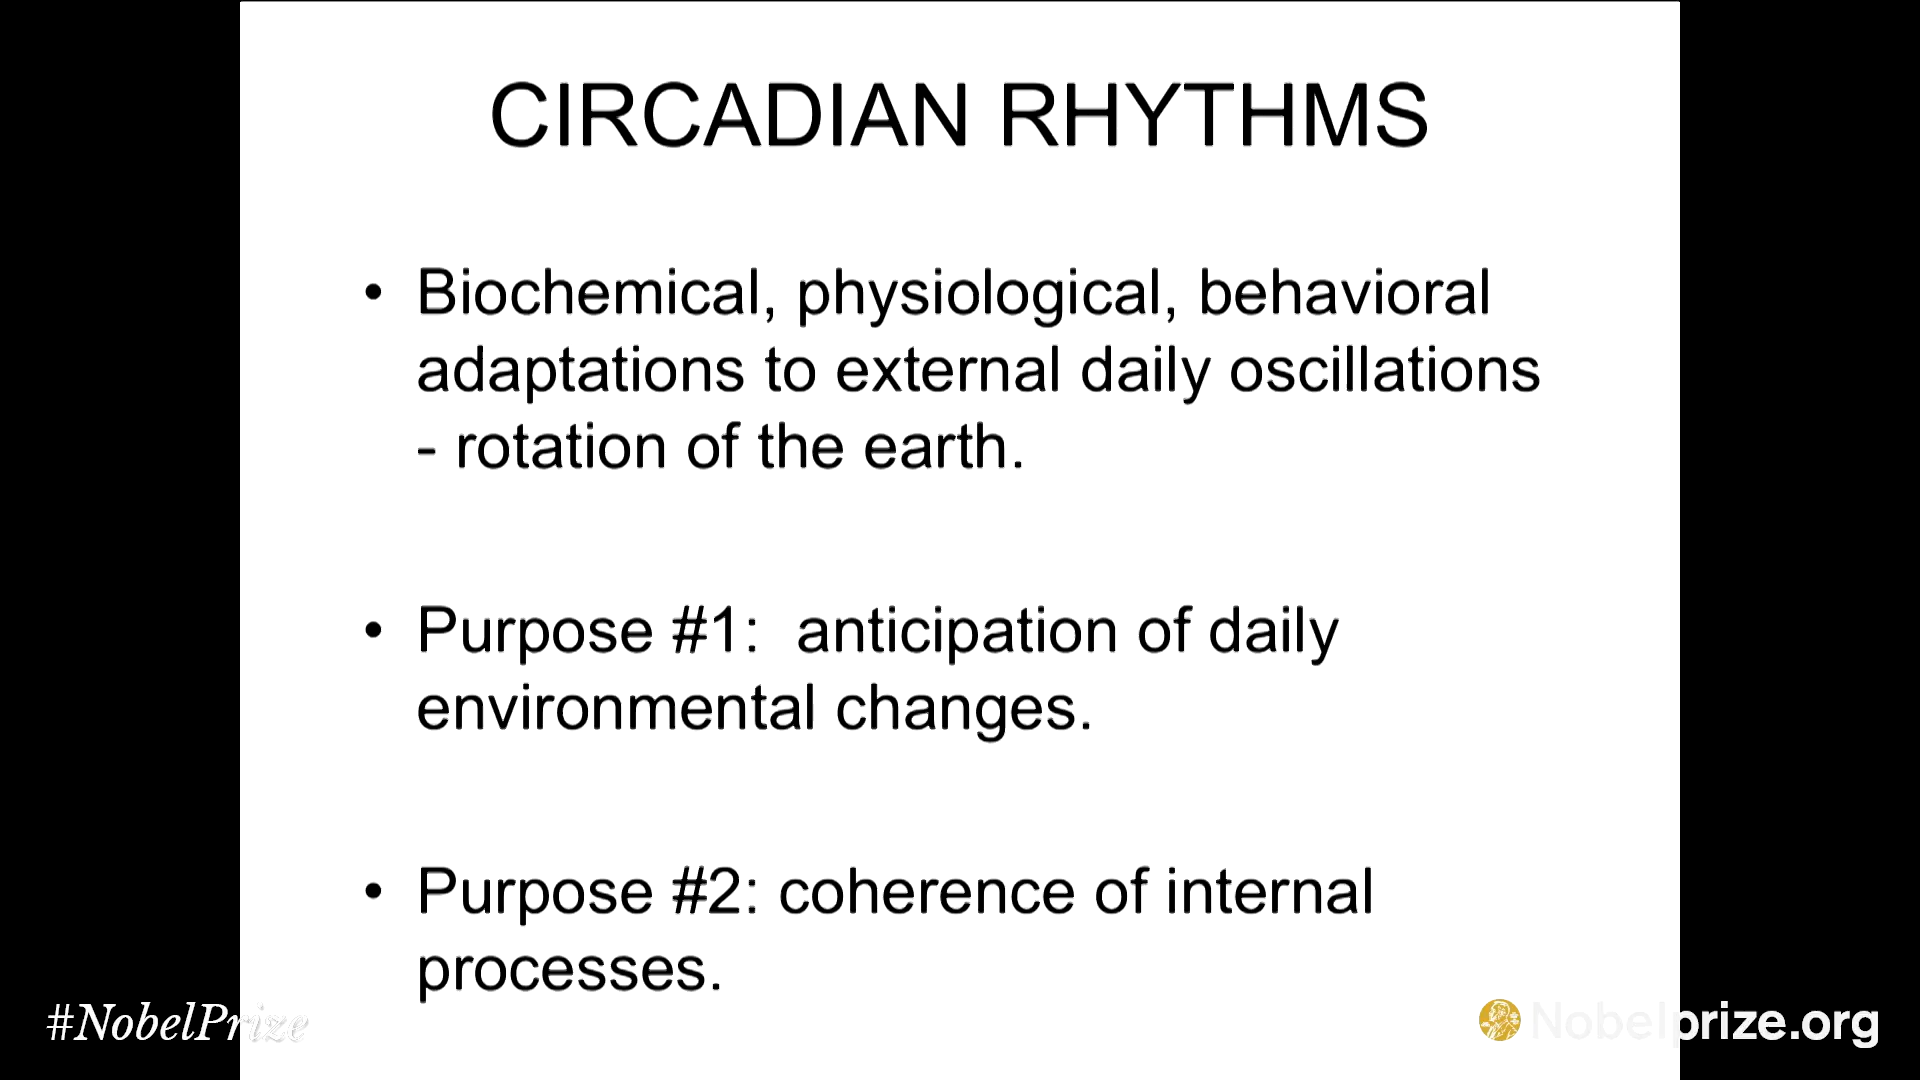 CIRCADIAN RHYTHMS
• Biochemical, physiological, behavioral
adaptations to external daily oscillations
- rotation of the earth.
• Purpose #1:  anticipation of daily
environmental changes.
• Purpose #2: coherence of internal
processes.
#NobelPrize
Nobelprize.org